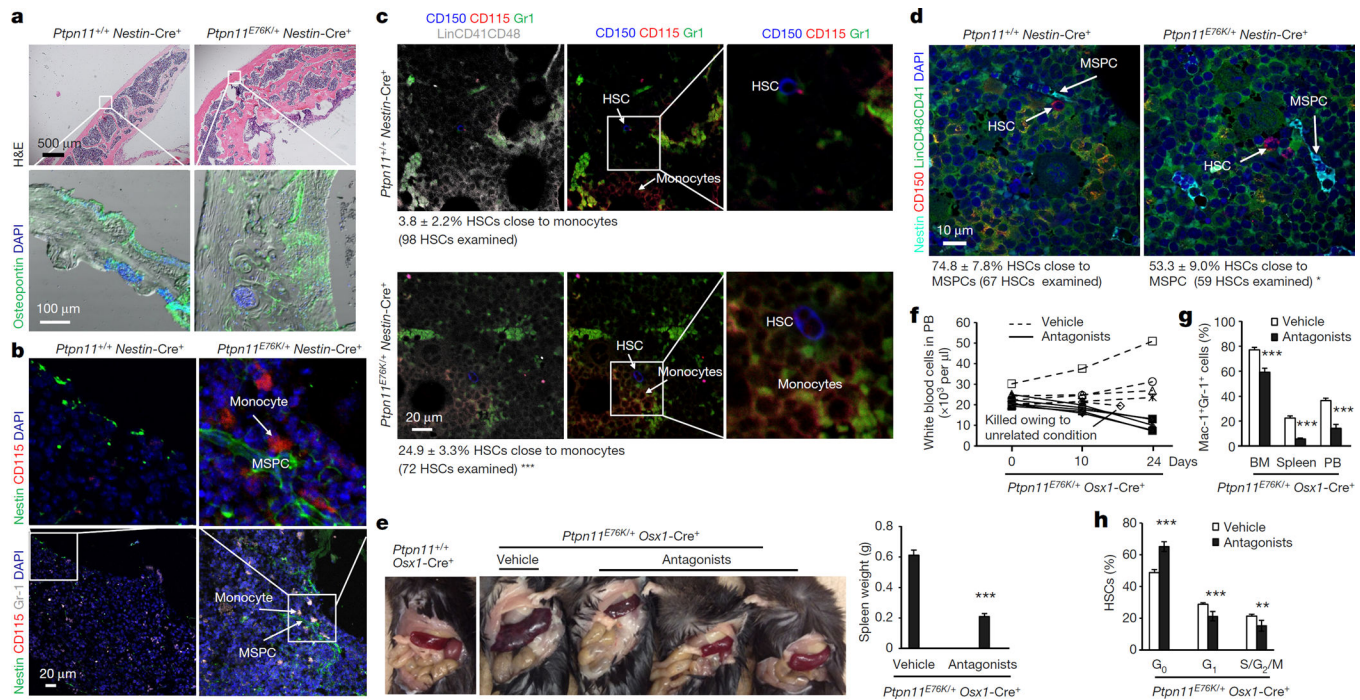 a
Ptpn11+/+ Nestin-Cre+
Ptpn11E76K/+ Nestin-Cre+
H&E
500 µm
Osteopontin DAPI
100 µm
b
Ptpn11+/+ Nestin-Cre+
Ptpn11E76K/+ Nestin-Cre+
Nestin CD115 DAPI
Monocyte
MSPC
Nestin CD115 Gr-1 DAPI
Monocyte
MSPC
20 µm
c
CD150 CD115 Gr1
LinCD41CD48
CD150 CD115 Gr1
CD150 CD115 Gr1
Ptpn11+/+ Nestin-Cre+
HSC
Monocytes
HSC
3.8 ± 2.2% HSCs close to monocytes
(98 HSCs examined)
Ptpn11E76K/+ Nestin-Cre+
20 µm
HSC
Monocytes
HSC
Monocytes
24.9 ± 3.3% HSCs close to monocytes
(72 HSCs examined) ***
d
Ptpn11+/+ Nestin-Cre+
Ptpn11E76K/+ Nestin-Cre+
Nestin CD150 LinCD48CD41 DAPI
MSPC
HSC
10 µm
MSPC
HSC
74.8 ± 7.8% HSCs close to
MSPCs (67 HSCs examined)
53.3 ± 9.0% HSCs close to
MSPC (59 HSCs examined) *
e
Ptpn11+/+
Osx1-Cre+
Ptpn11E76K/+ Osx1-Cre+
Vehicle
Antagonists
Spleen weight (g)
0.8
0.6
0.4
0.2
0.0
***
Vehicle
Antagonists
Ptpn11E76K/+ Osx1-Cre+
f
White blood cells in PB
(×10³ per µl)
60
50
40
30
20
10
0
Vehicle
Antagonists
Killed owing to
unrelated condition
0
10
24
Days
Ptpn11E76K/+ Osx1-Cre+
g
Mac-1+Gr-1+ cells (%)
100
80
60
40
20
0
Vehicle
Antagonists
***
***
***
BM
Spleen
PB
Ptpn11E76K/+ Osx1-Cre+
h
HSCs (%)
80
60
40
20
0
Vehicle
Antagonists
***
***
**
G0
G1
S/G2/M
Ptpn11E76K/+ Osx1-Cre+